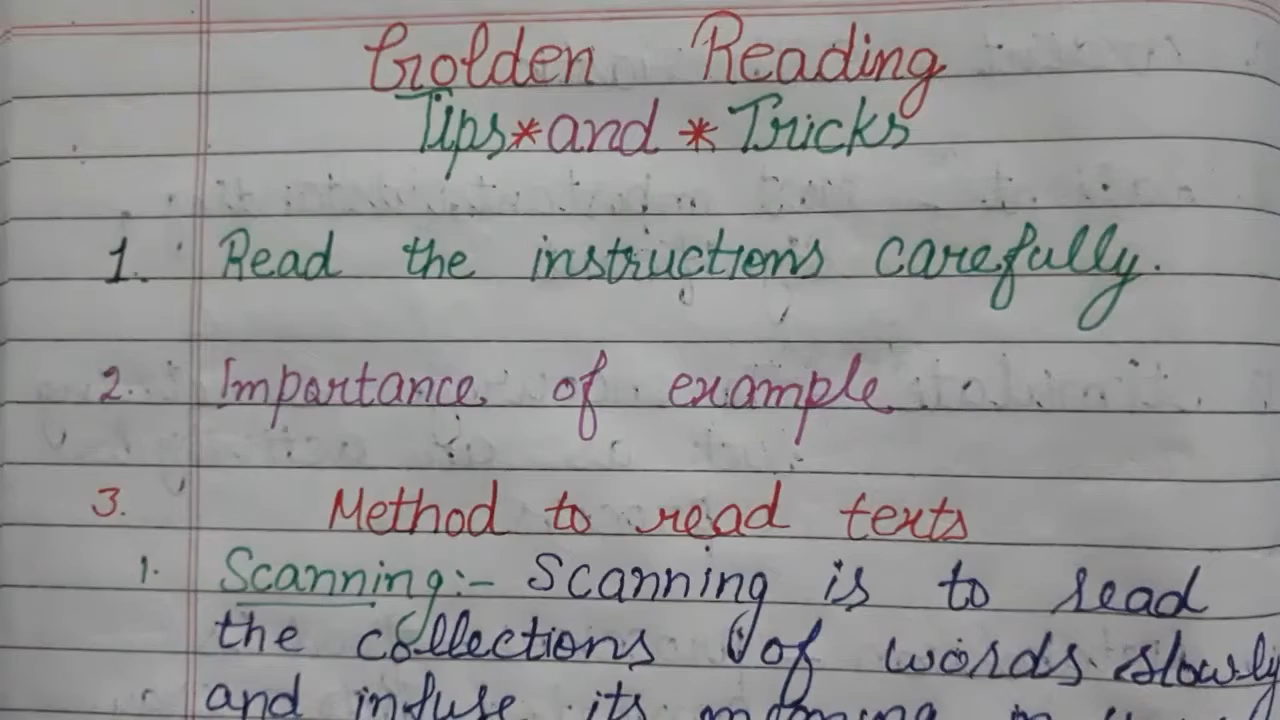 Golden Reading
Tips * and * Tricks
1. Read the instructions carefully.
2. Importance of example
3. Method to read texts
1. Scanning:- Scanning is to read
the collections of words slowly
and infuse its